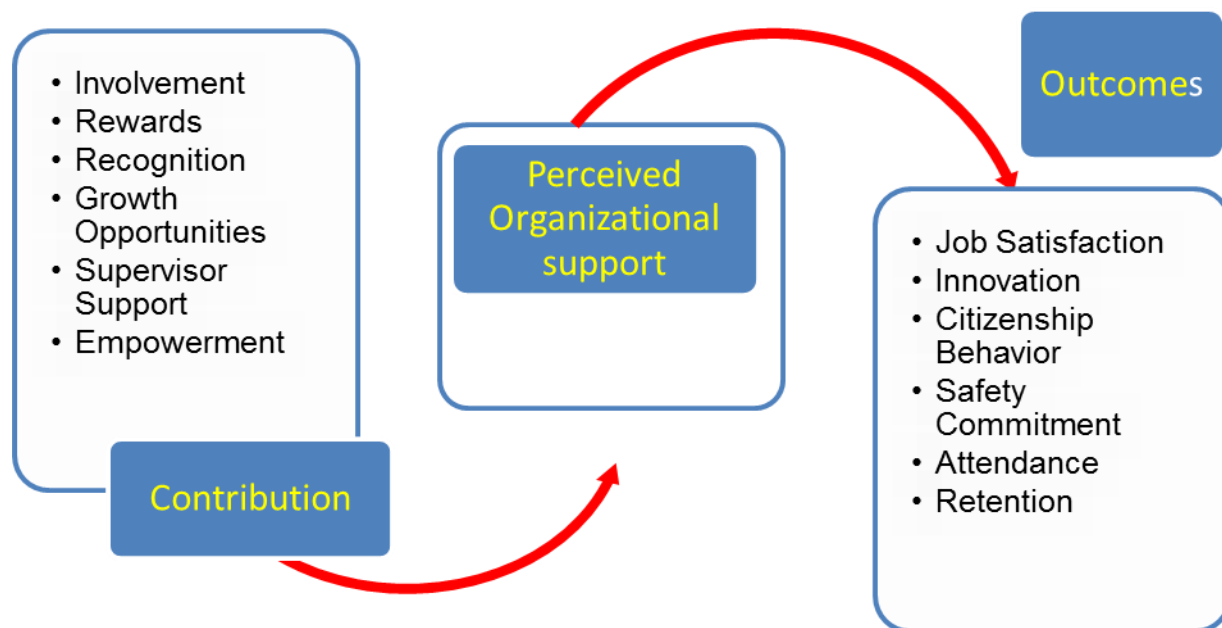 • Involvement
• Rewards
• Recognition
• Growth
Opportunities
• Supervisor
Support
• Empowerment
Contribution
Perceived
Organizational
support
Outcomes
• Job Satisfaction
• Innovation
• Citizenship
Behavior
• Safety
Commitment
• Attendance
• Retention